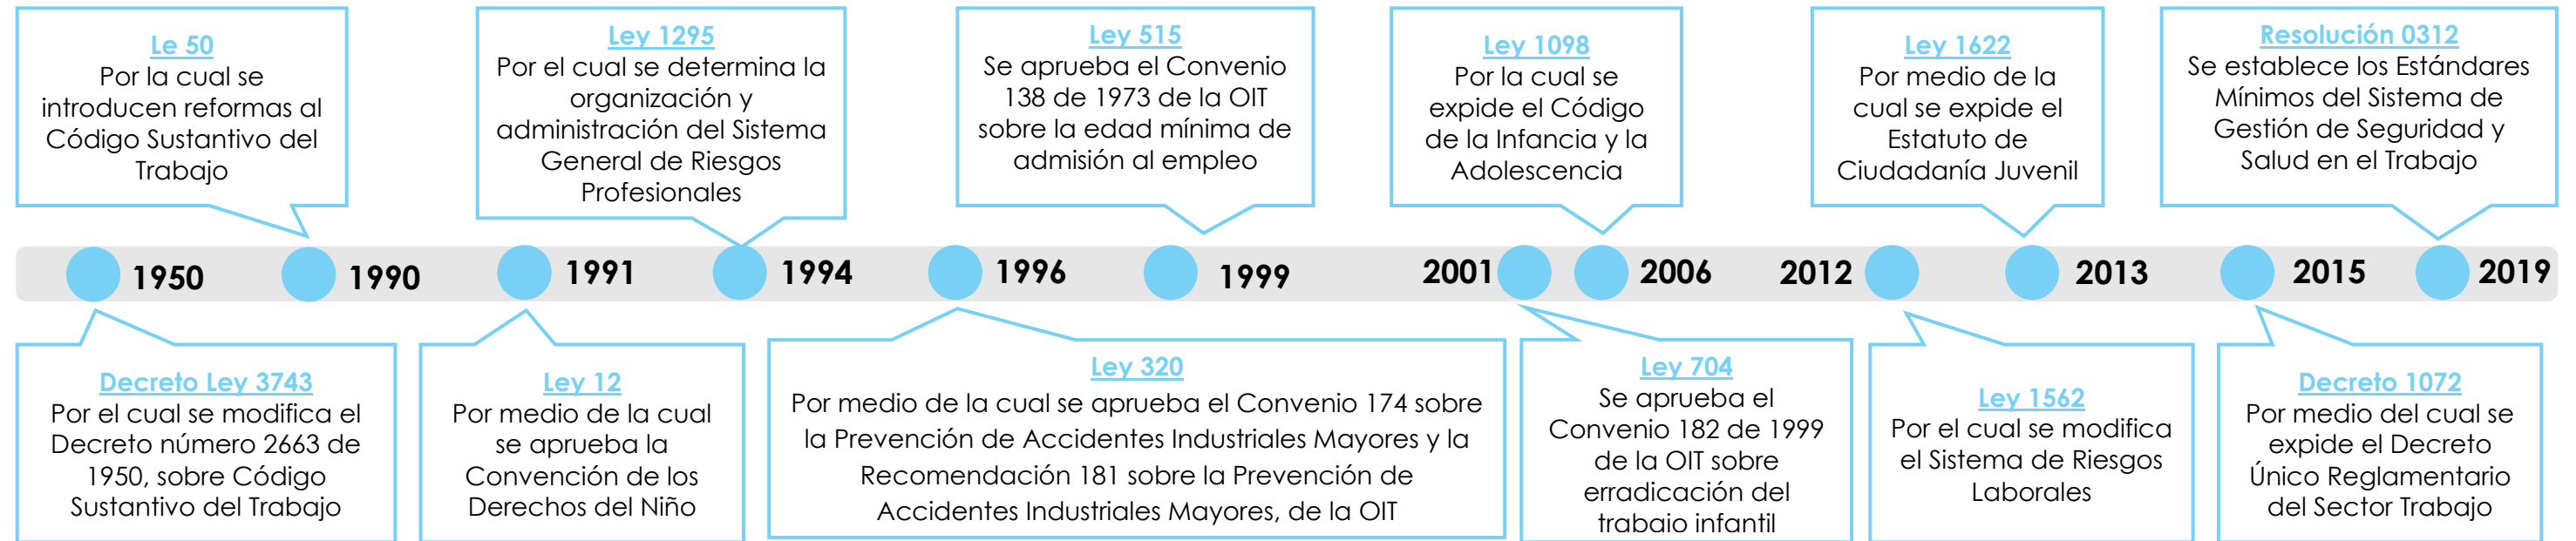 Le 50
Por la cual se
introducen reformas al
Código Sustantivo del
Trabajo
Ley 1295
Por el cual se determina la
organización y
administración del Sistema
General de Riesgos
Profesionales
Ley 515
Se aprueba el Convenio
138 de 1973 de la OIT
sobre la edad mínima de
admisión al empleo
Ley 1098
Por la cual se
expide el Código
de la Infancia y la
Adolescencia
Ley 1622
Por medio de la
cual se expide el
Estatuto de
Ciudadanía Juvenil
Resolución 0312
Se establece los Estándares
Mínimos del Sistema de
Gestión de Seguridad y
Salud en el Trabajo
1950
1990
1991
1994
1996
1999
2001
2006
2012
2013
2015
2019
Decreto Ley 3743
Por el cual se modifica el
Decreto número 2663 de
1950, sobre Código
Sustantivo del Trabajo
Ley 12
Por medio de la cual
se aprueba la
Convención de los
Derechos del Niño
Ley 320
Por medio de la cual se aprueba el Convenio 174 sobre
la Prevención de Accidentes Industriales Mayores y la
Recomendación 181 sobre la Prevención de
Accidentes Industriales Mayores, de la OIT
Ley 704
Se aprueba el
Convenio 182 de 1999
de la OIT sobre
erradicación del
trabajo infantil
Ley 1562
Por el cual se modifica
el Sistema de Riesgos
Laborales
Decreto 1072
Por medio del cual se
expide el Decreto
Único Reglamentario
del Sector Trabajo